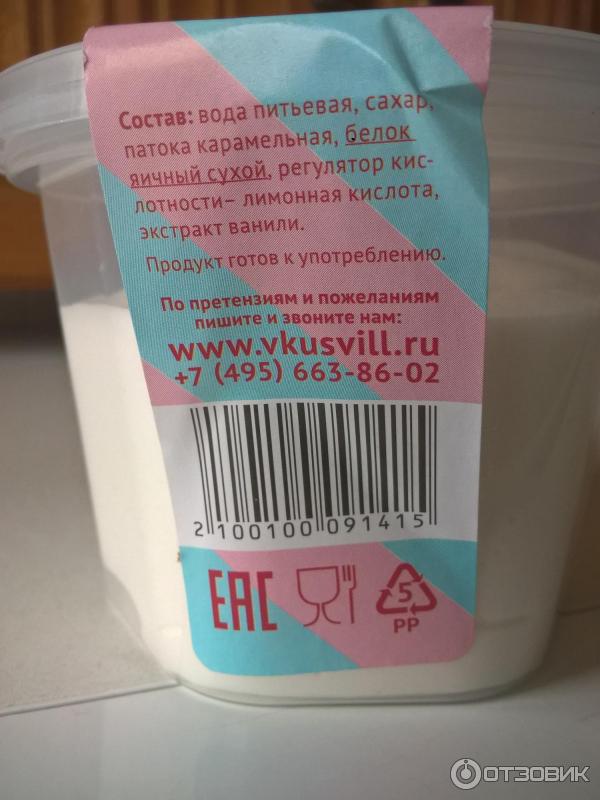 Состав: вода питьевая, сахар,
патока карамельная, белок
яичный сухой, регулятор кис-
лотности– лимонная кислота,
экстракт ванили.
Продукт готов к употреблению.
По претензиям и пожеланиям
пишите и звоните нам:
www.vkusvill.ru
+7 (495) 663-86-02
2 100100 091415
EAC
5
PP
ОТЗОВИК